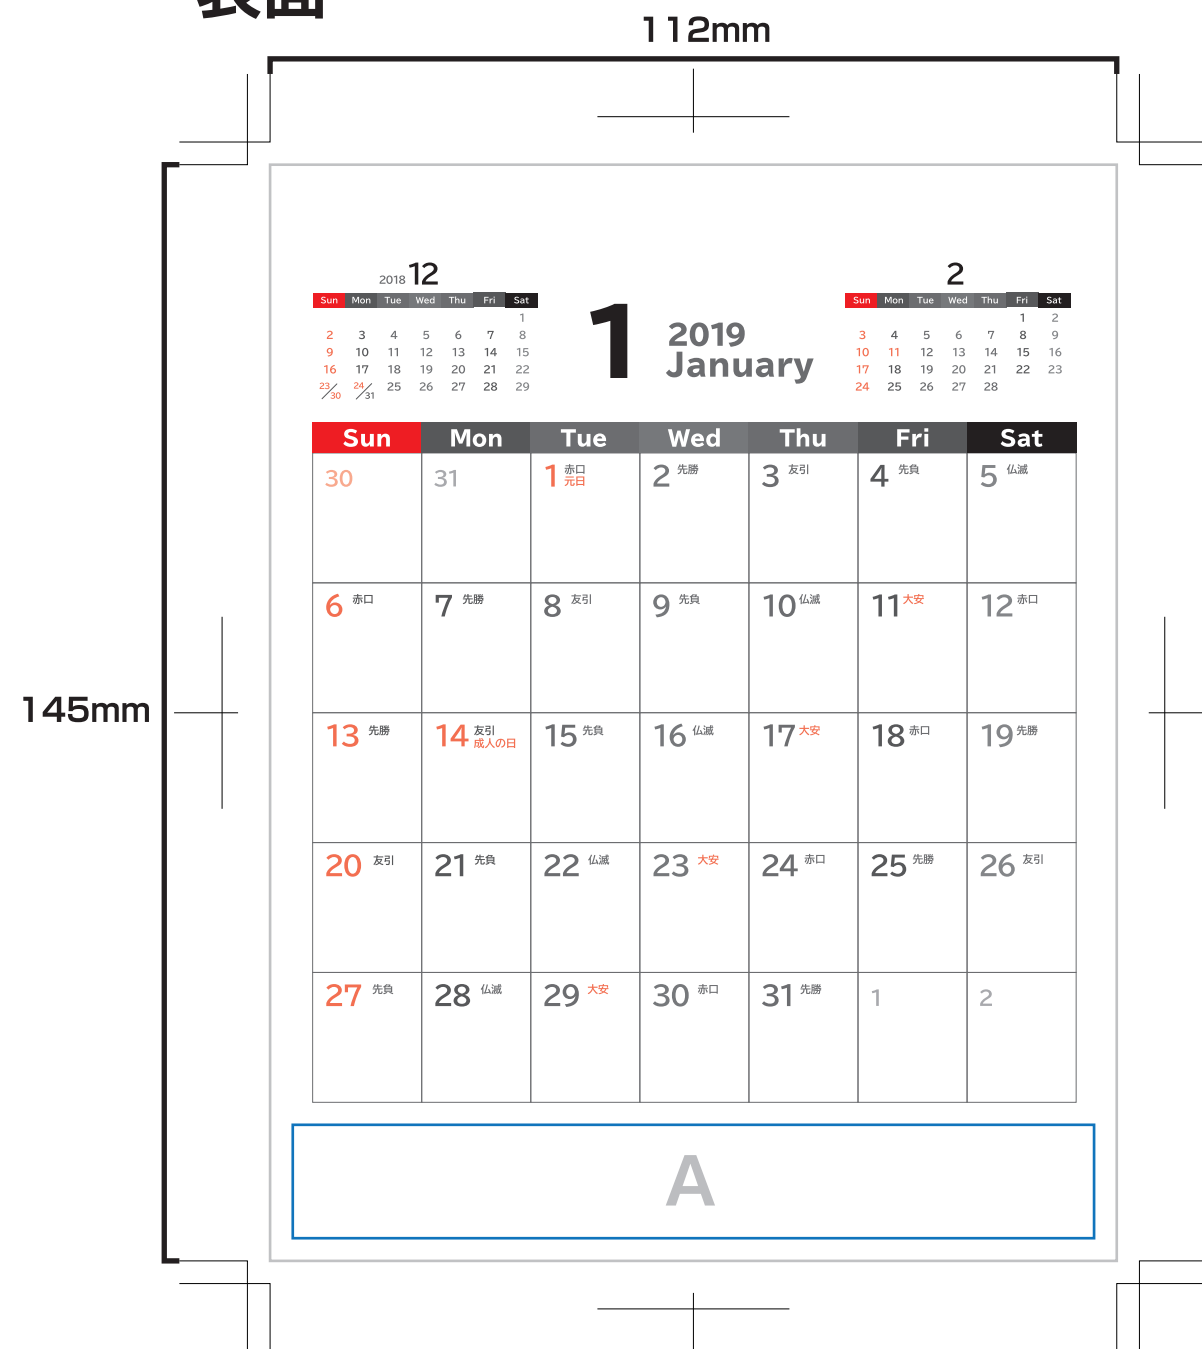 表面
112mm
145mm
2018 12
Sun Mon Tue Wed Thu Fri Sat
1
2 3 4 5 6 7 8
9 10 11 12 13 14 15
16 17 18 19 20 21 22
23/30 24/31 25 26 27 28 29
1
2019
January
2
Sun Mon Tue Wed Thu Fri Sat
1 2
3 4 5 6 7 8 9
10 11 12 13 14 15 16
17 18 19 20 21 22 23
24 25 26 27 28
Sun Mon Tue Wed Thu Fri Sat
30 31 1 赤口 2 先勝 3 友引 4 先負 5 仏滅
元日
6 赤口 7 先勝 8 友引 9 先負 10 仏滅 11 大安 12 赤口
13 先勝 14 友引 15 先負 16 仏滅 17 大安 18 赤口 19 先勝
成人の日
20 友引 21 先負 22 仏滅 23 大安 24 赤口 25 先勝 26 友引
27 先負 28 仏滅 29 大安 30 赤口 31 先勝 1 2
A